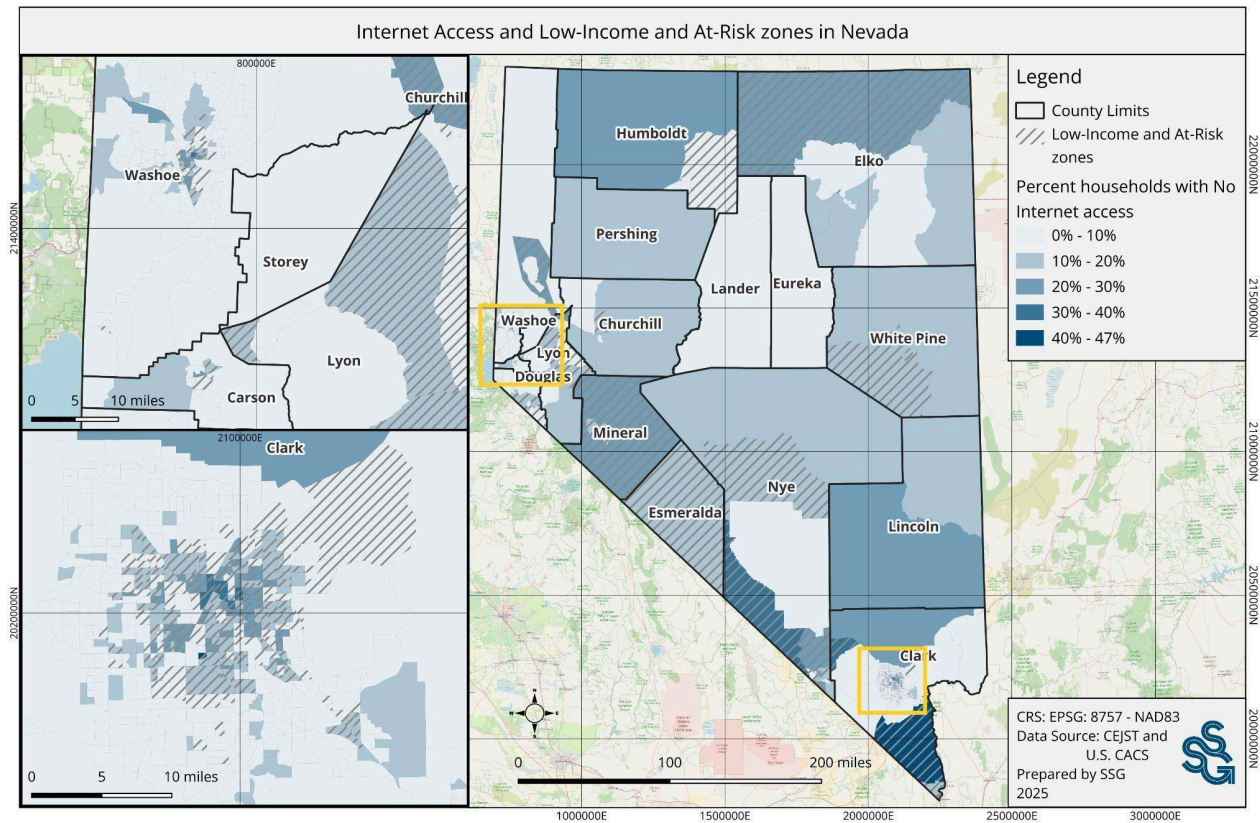 Internet Access and Low-Income and At-Risk zones in Nevada
800000E
Churchill
Washoe
2140000N
Storey
Lyon
Carson
0 5 10 miles
2100000E
Clark
2020000N
0 5 10 miles
Humboldt
Elko
Pershing
Lander
Eureka
Washoe
Churchill
White Pine
Lyon
Douglas
Mineral
Nye
Esmeralda
Lincoln
Clark
N
W
E
S
0 100 200 miles
1000000E
1500000E
2000000E
2500000E
3000000E
2200000N
2150000N
2100000N
2050000N
2000000N
Legend
County Limits
Low-Income and At-Risk
zones
Percent households with No
Internet access
0% - 10%
10% - 20%
20% - 30%
30% - 40%
40% - 47%
CRS: EPSG: 8757 - NAD83
Data Source: CEJST and
U.S. CACS
Prepared by SSG
2025
SSG